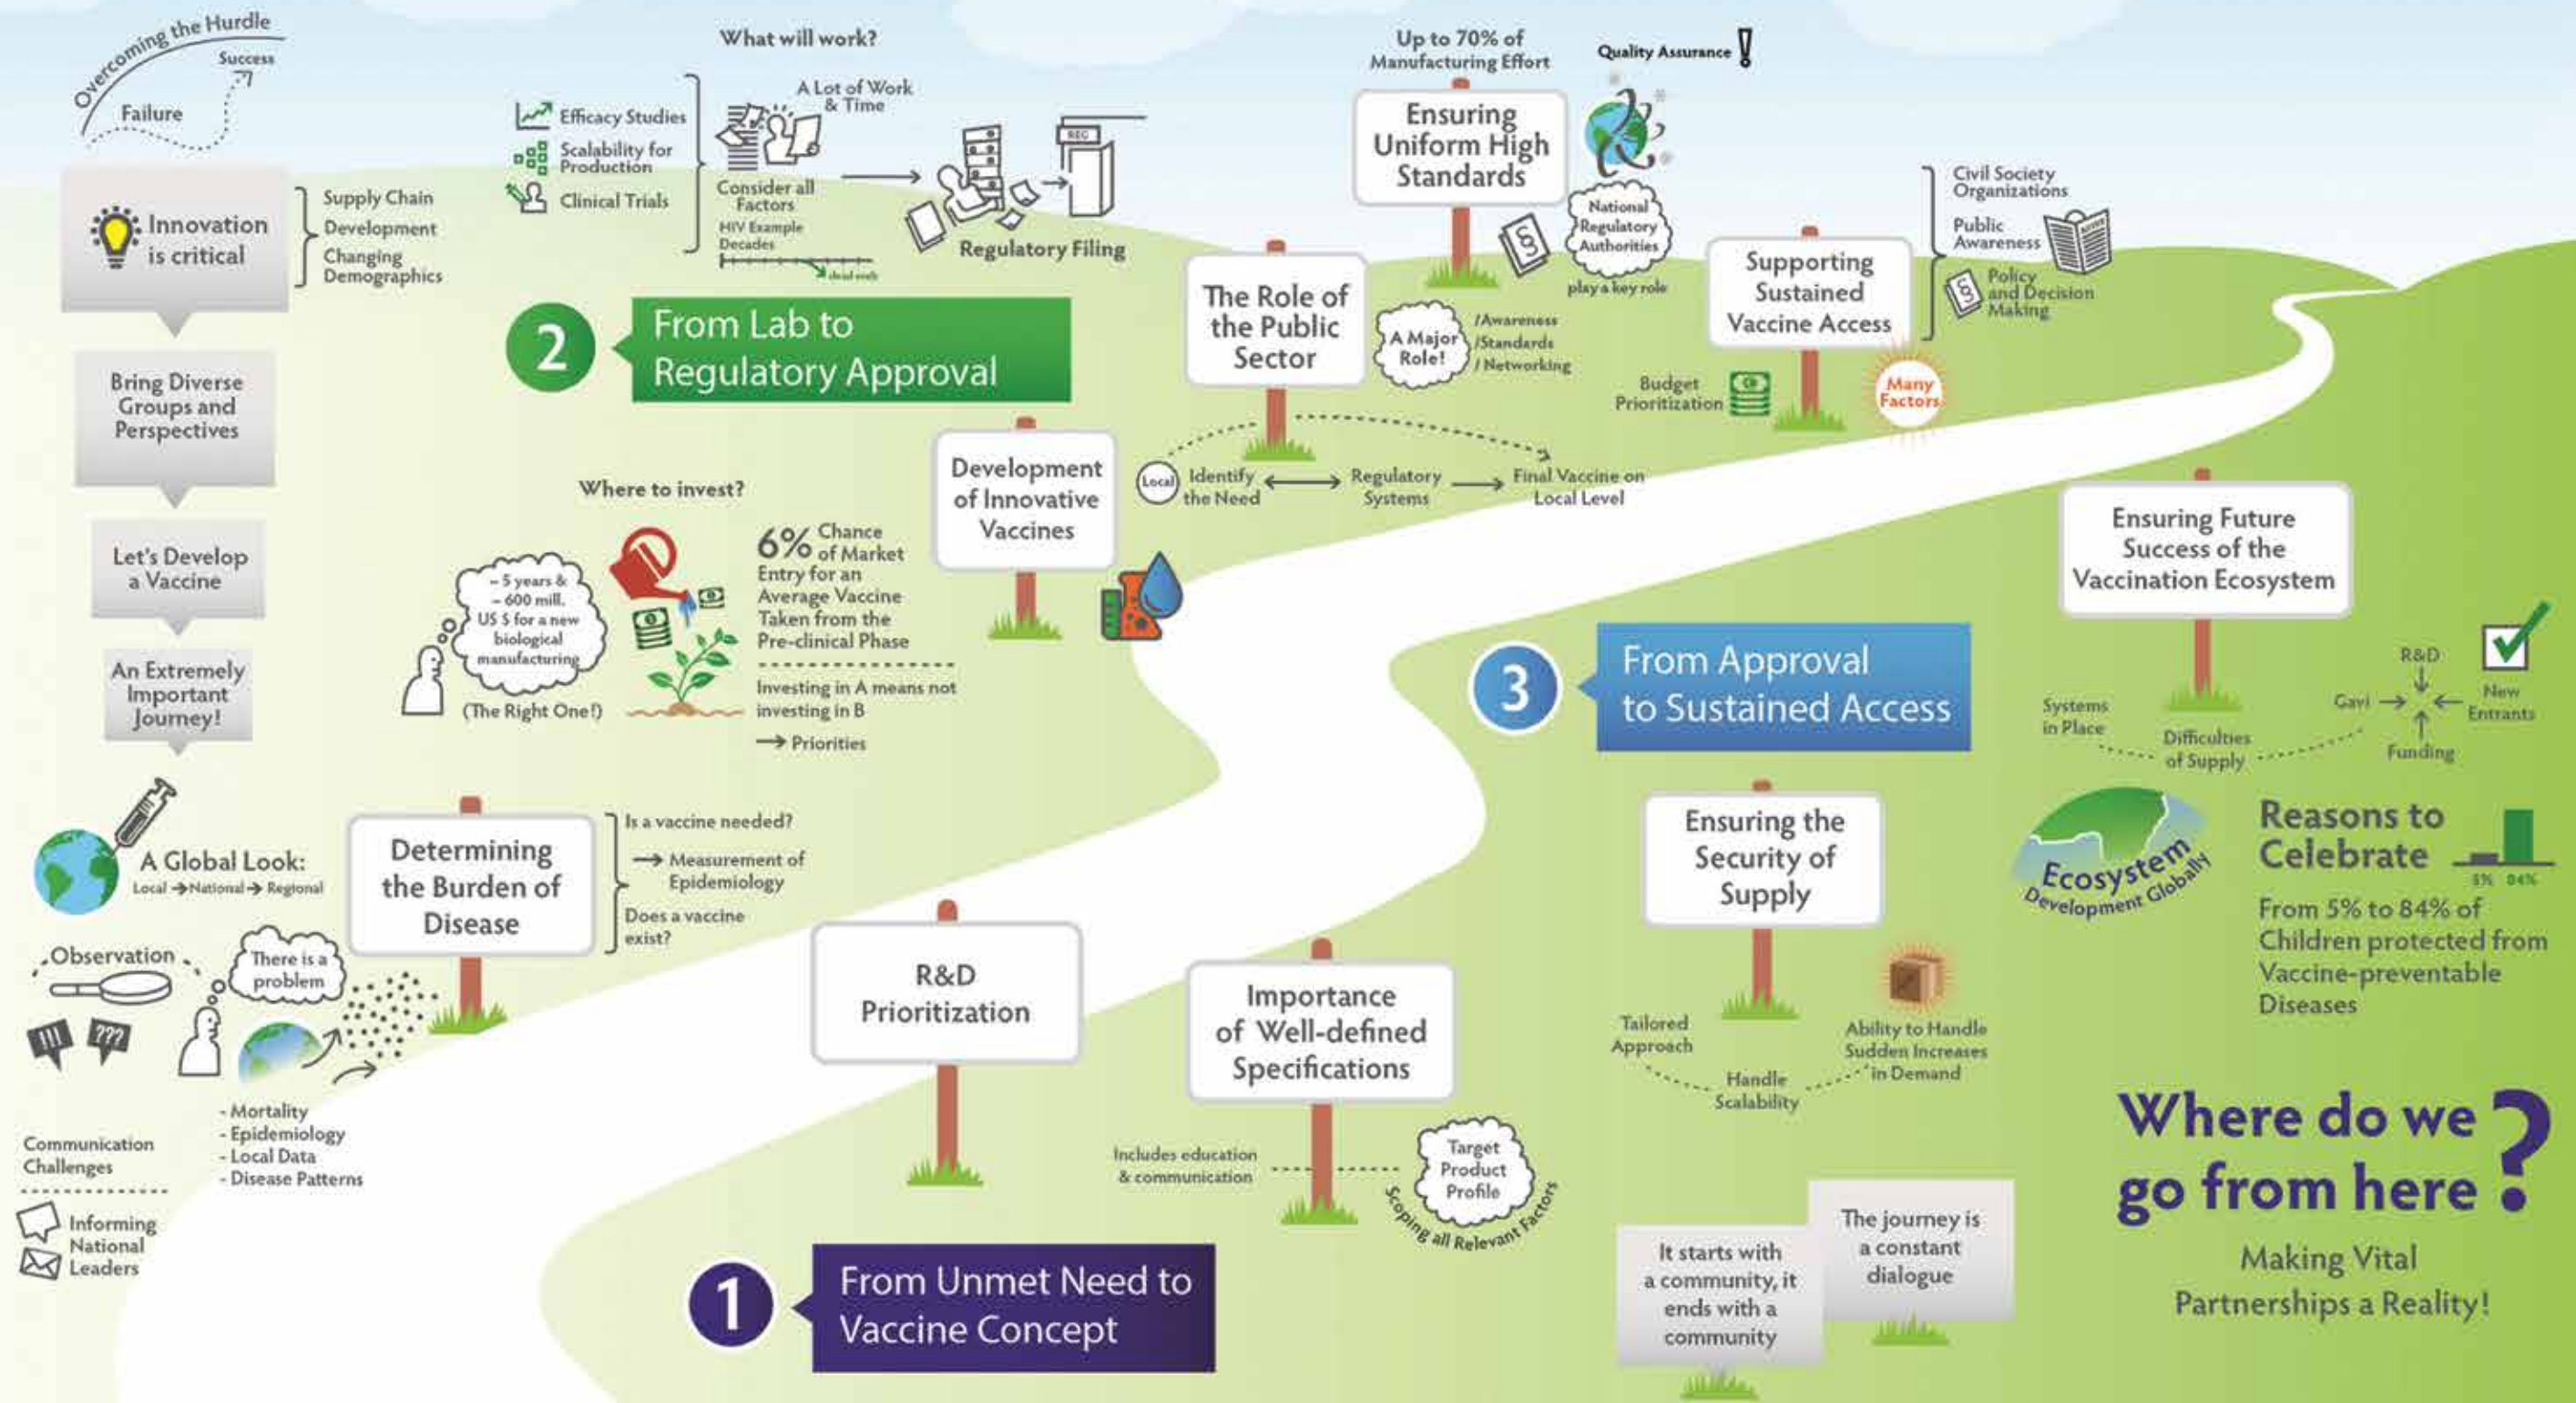 Overcoming the Hurdle
Success
Failure
Innovation
is critical
Supply Chain
Development
Changing
Demographics
Bring Diverse
Groups and
Perspectives
Let's Develop
a Vaccine
An Extremely
Important
Journey!
A Global Look:
Local → National → Regional
Observation
There is a
problem
!!!
???
- Mortality
- Epidemiology
- Local Data
- Disease Patterns
Communication
Challenges
Informing
National
Leaders
Determining
the Burden of
Disease
Is a vaccine needed?
→ Measurement of
Epidemiology
Does a vaccine
exist?
R&D
Prioritization
Importance
of Well-defined
Specifications
Includes education
& communication
Target
Product
Profile
Scoping all Relevant Factors
1
From Unmet Need to
Vaccine Concept
What will work?
Efficacy Studies
Scalability for
Production
Clinical Trials
A Lot of Work
& Time
Consider all
Factors
HIV Example
Decades
dead ends
REG
Regulatory Filing
2
From Lab to
Regulatory Approval
Where to invest?
~ 5 years &
~ 600 mill.
US $ for a new
biological
manufacturing
(The Right One!)
6% Chance
of Market
Entry for an
Average Vaccine
Taken from the
Pre-clinical Phase
Investing in A means not
investing in B
→ Priorities
Development
of Innovative
Vaccines
The Role of
the Public
Sector
A Major
Role!
/Awareness
/Standards
/ Networking
Local
Identify
the Need
Regulatory
Systems
Final Vaccine on
Local Level
Up to 70% of
Manufacturing Effort
Ensuring
Uniform High
Standards
Quality Assurance !
§
National
Regulatory
Authorities
play a key role
Supporting
Sustained
Vaccine Access
Civil Society
Organizations
Public
Awareness
§
Policy
and Decision
Making
Budget
Prioritization
Many
Factors
3
From Approval
to Sustained Access
Ensuring Future
Success of the
Vaccination Ecosystem
Systems
in Place
Difficulties
of Supply
R&D
Gavi
New
Entrants
Funding
Ensuring the
Security of
Supply
Tailored
Approach
Handle
Scalability
Ability to Handle
Sudden Increases
in Demand
Ecosystem
Development Globally
Reasons to
Celebrate
5% 84%
From 5% to 84% of
Children protected from
Vaccine-preventable
Diseases
It starts with
a community, it
ends with a
community
The journey is
a constant
dialogue
Where do we
go from here ?
Making Vital
Partnerships a Reality!